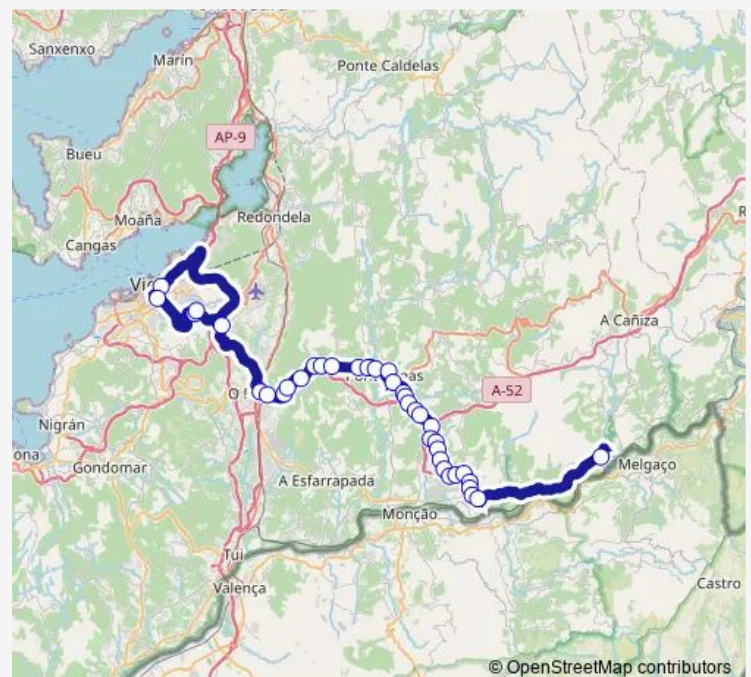 Sanxenxo
Marín
Ponte Caldelas
AP-9
Bueu
Moaña
Redondela
Cangas
A Cañiza
A-52
Nigrán
Gondomar
A Esfarrapada
Melgaço
Monção
Tui
Valença
Castro
© OpenStreetMap contributors